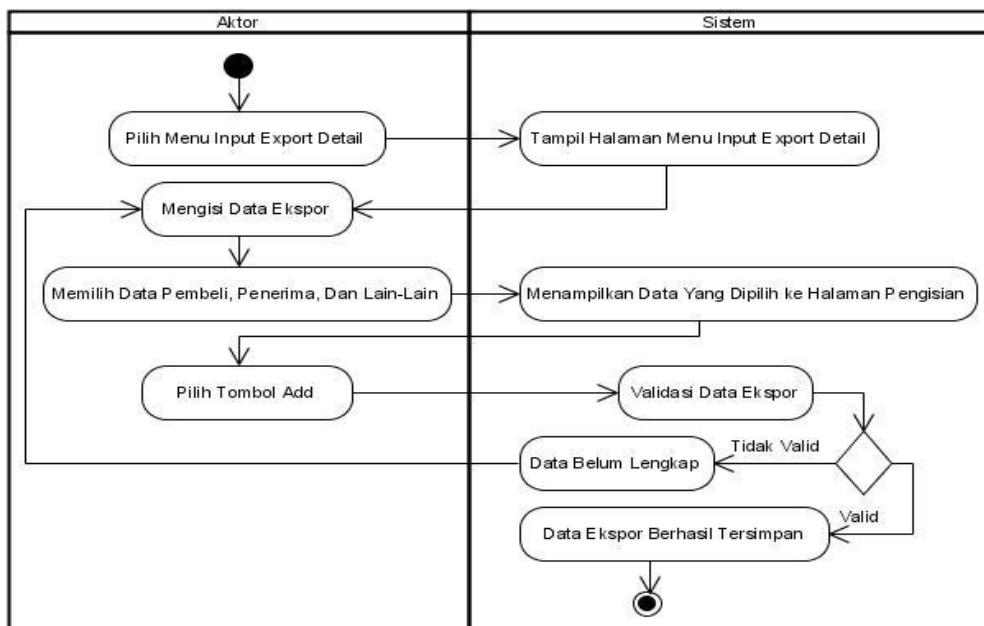 Aktor
Sistem
Pilih Menu Input Export Detail
Tampil Halaman Menu Input Export Detail
Mengisi Data Ekspor
Memilih Data Pembeli, Penerima, Dan Lain-Lain
Menampilkan Data Yang Dipilih ke Halaman Pengisian
Pilih Tombol Add
Validasi Data Ekspor
Tidak Valid
Data Belum Lengkap
Valid
Data Ekspor Berhasil Tersimpan